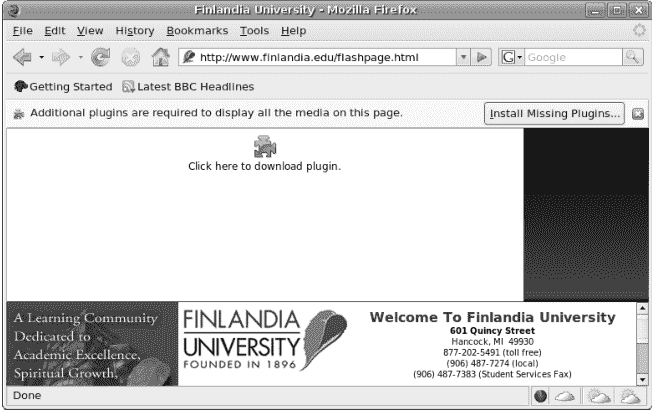 Finlandia University - Mozilla Firefox
File Edit View History Bookmarks Tools Help
http://www.finlandia.edu/flashpage.html
G Google
Getting Started Latest BBC Headlines
Additional plugins are required to display all the media on this page. Install Missing Plugins...
Click here to download plugin.
A Learning Community
Dedicated to
Academic Excellence,
Spiritual Growth,
FINLANDIA
UNIVERSITY
FOUNDED IN 1896
Welcome To Finlandia University
601 Quincy Street
Hancock, MI 49930
877-202-5491 (toll free)
(906) 487-7274 (local)
(906) 487-7383 (Student Services Fax)
Done